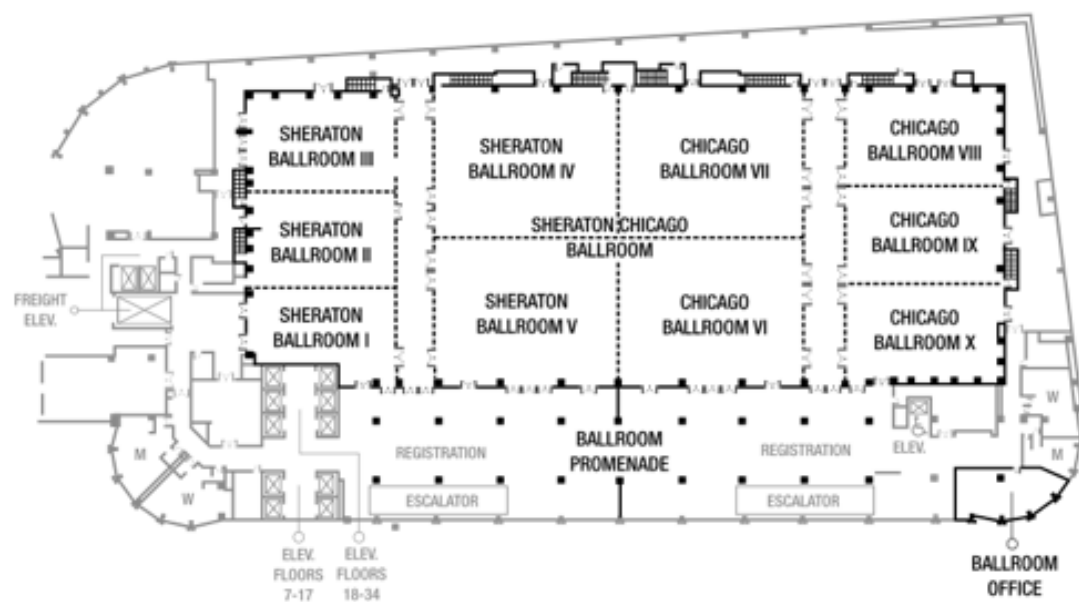 SHERATON
BALLROOM III
SHERATON
BALLROOM IV
CHICAGO
BALLROOM VII
CHICAGO
BALLROOM VIII
SHERATON
BALLROOM II
SHERATON CHICAGO
BALLROOM
CHICAGO
BALLROOM IX
FREIGHT
ELEV.
SHERATON
BALLROOM I
SHERATON
BALLROOM V
CHICAGO
BALLROOM VI
CHICAGO
BALLROOM X
M
W
REGISTRATION
BALLROOM
PROMENADE
REGISTRATION
ELEV.
W
M
ESCALATOR
ESCALATOR
ELEV.
FLOORS
7-17
ELEV.
FLOORS
18-34
BALLROOM
OFFICE